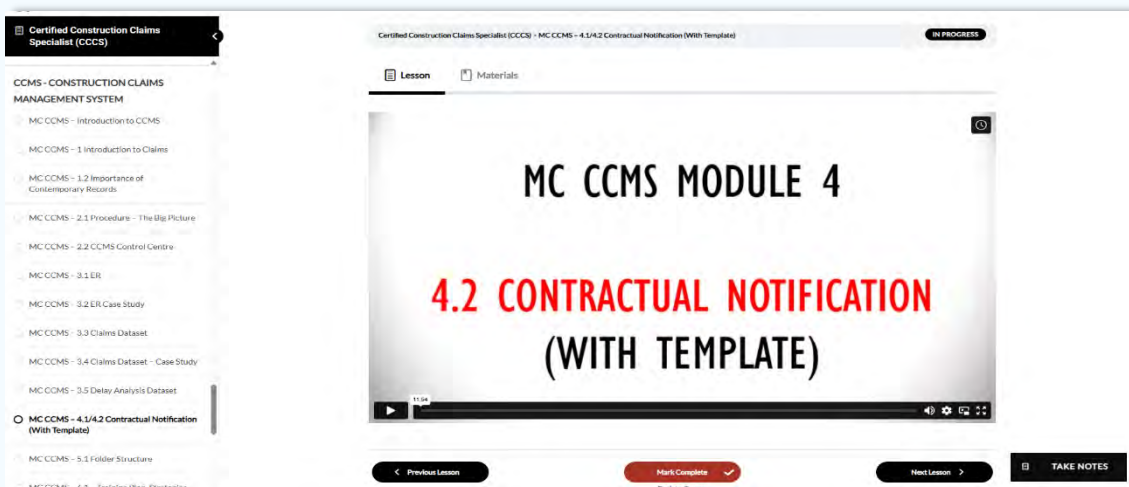 Certified Construction Claims
Specialist (CCCS)
CCMS - CONSTRUCTION CLAIMS
MANAGEMENT SYSTEM
MC CCMS – Introduction to CCMS
MC CCMS – 1 Introduction to Claims
MC CCMS – 1.2 Importance of
Contemporary Records
MC CCMS – 2.1 Procedure – The Big Picture
MC CCMS – 2.2 CCMS Control Centre
MC CCMS – 3.1 ER
MC CCMS – 3.2 ER Case Study
MC CCMS – 3.3 Claims Dataset
MC CCMS – 3.4 Claims Dataset – Case Study
MC CCMS – 3.5 Delay Analysis Dataset
MC CCMS – 4.1/4.2 Contractual Notification
(With Template)
MC CCMS – 5.1 Folder Structure
Certified Construction Claims Specialist (CCCS) > MC CCMS – 4.1/4.2 Contractual Notification (With Template)
IN PROGRESS
Lesson
Materials
MC CCMS MODULE 4
4.2 CONTRACTUAL NOTIFICATION
(WITH TEMPLATE)
11:54
Previous Lesson
Mark Complete
Next Lesson
TAKE NOTES